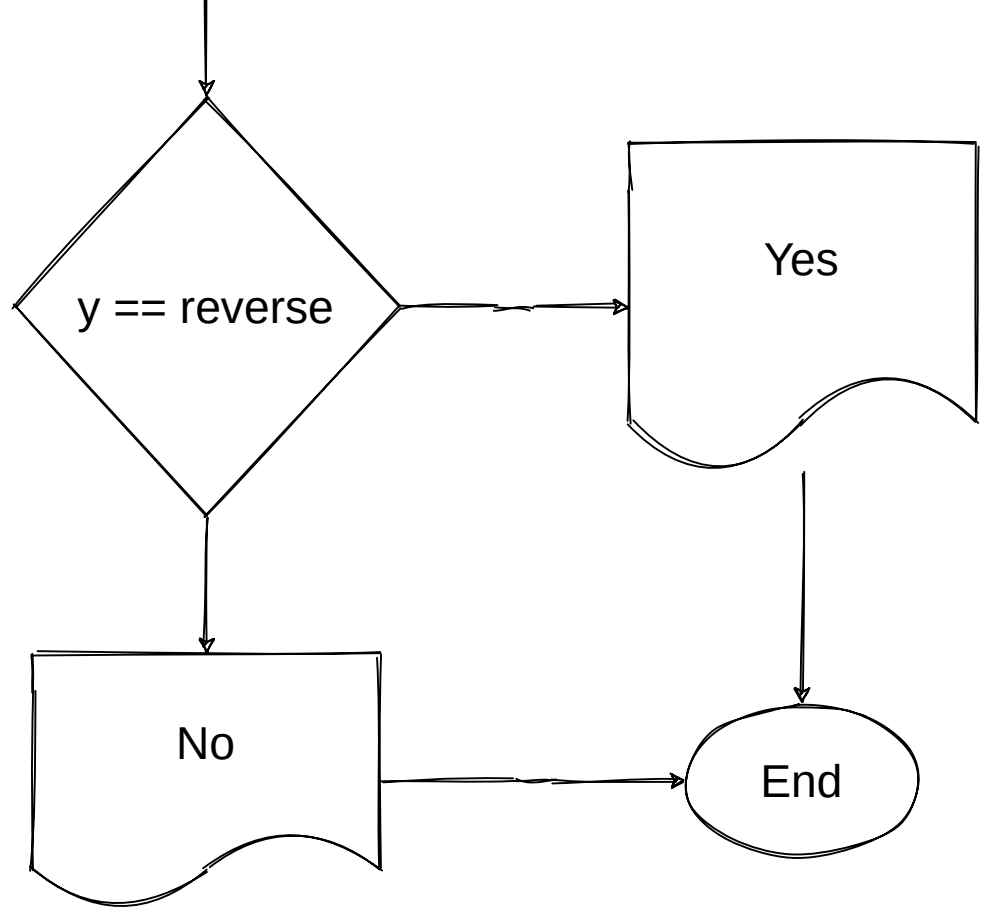 y == reverse
Yes
No
End